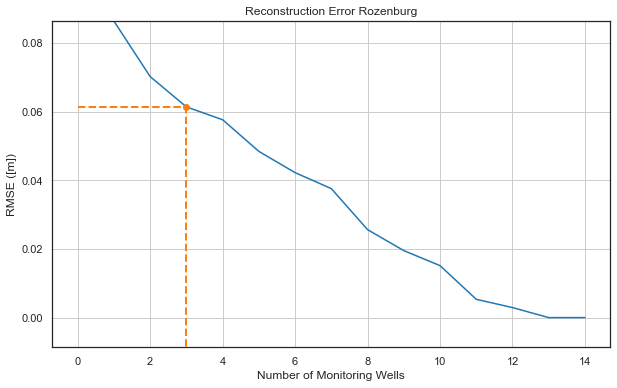 Reconstruction Error Rozenburg
0.08
0.06
0.04
0.02
0.00
RMSE ([m])
0 2 4 6 8 10 12 14
Number of Monitoring Wells